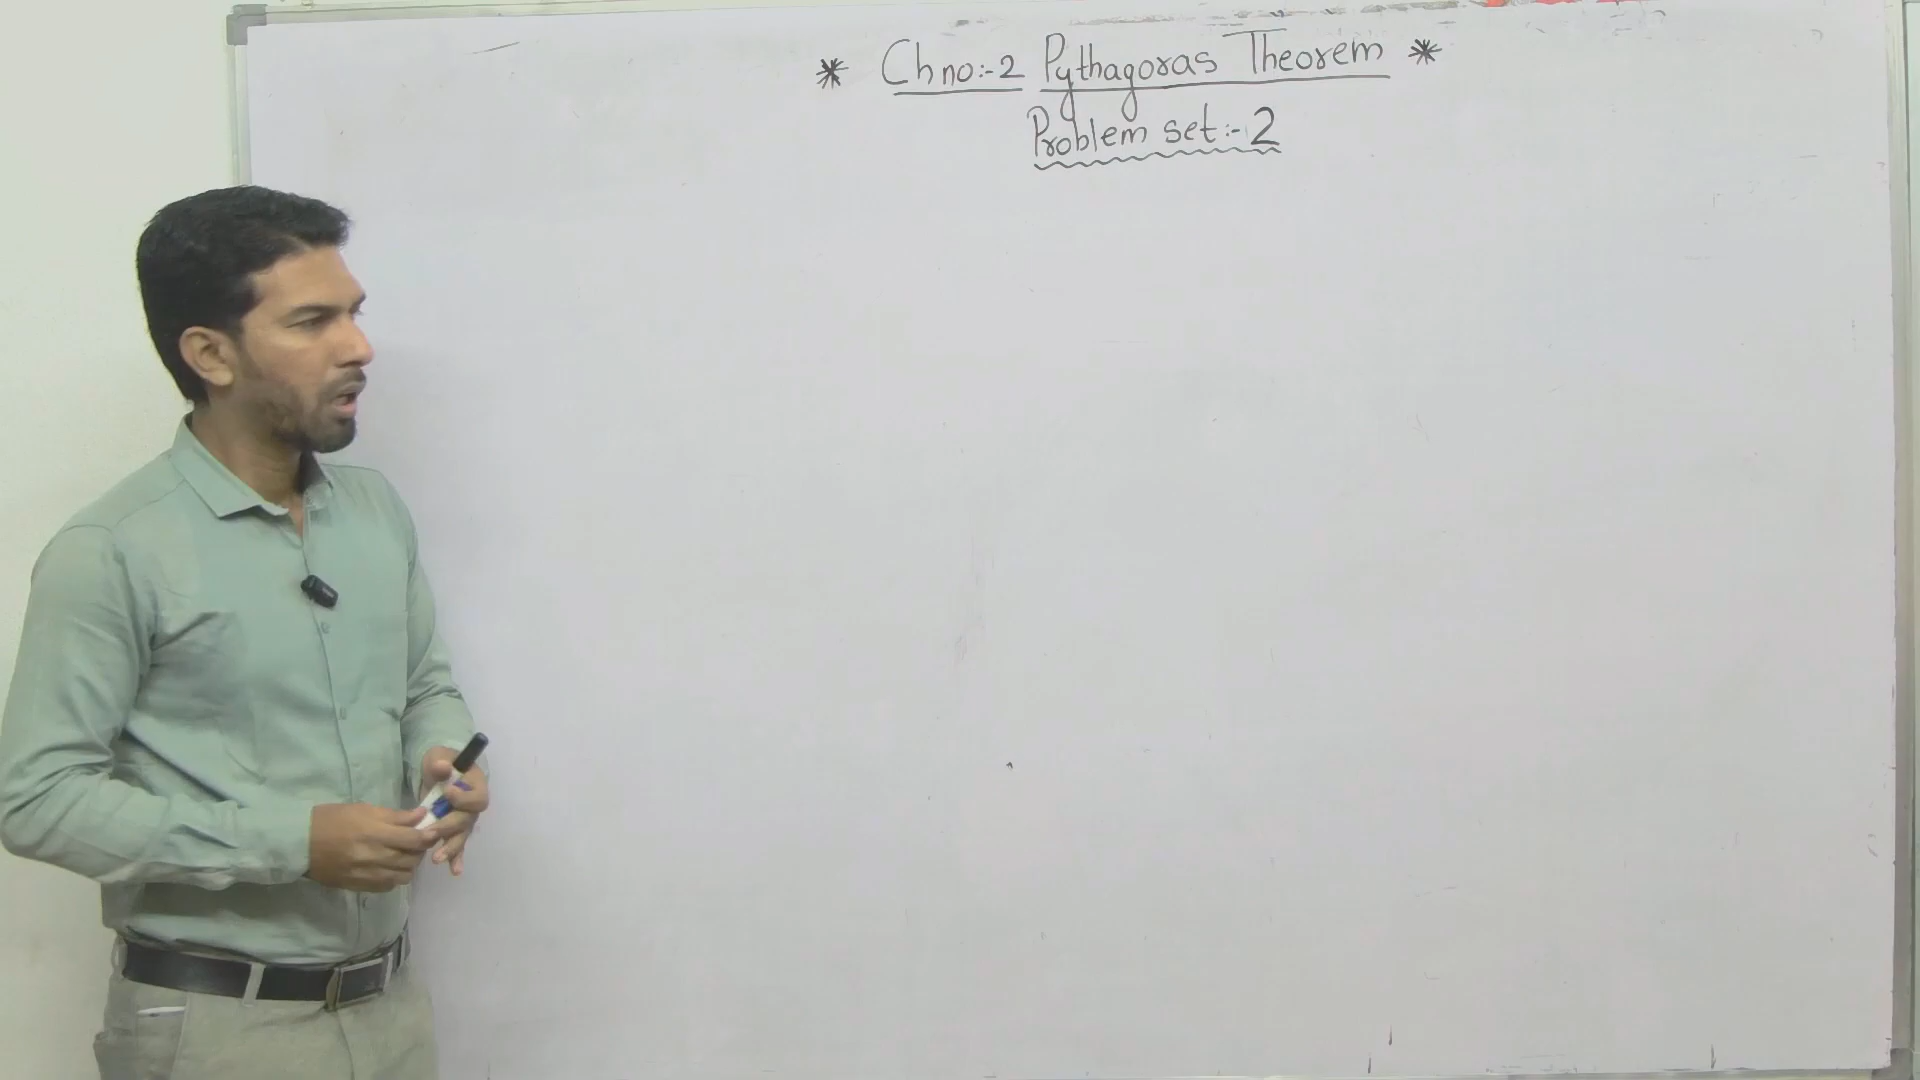 * Ch no:- 2 Pythagoras Theorem *
Problem set:- 2